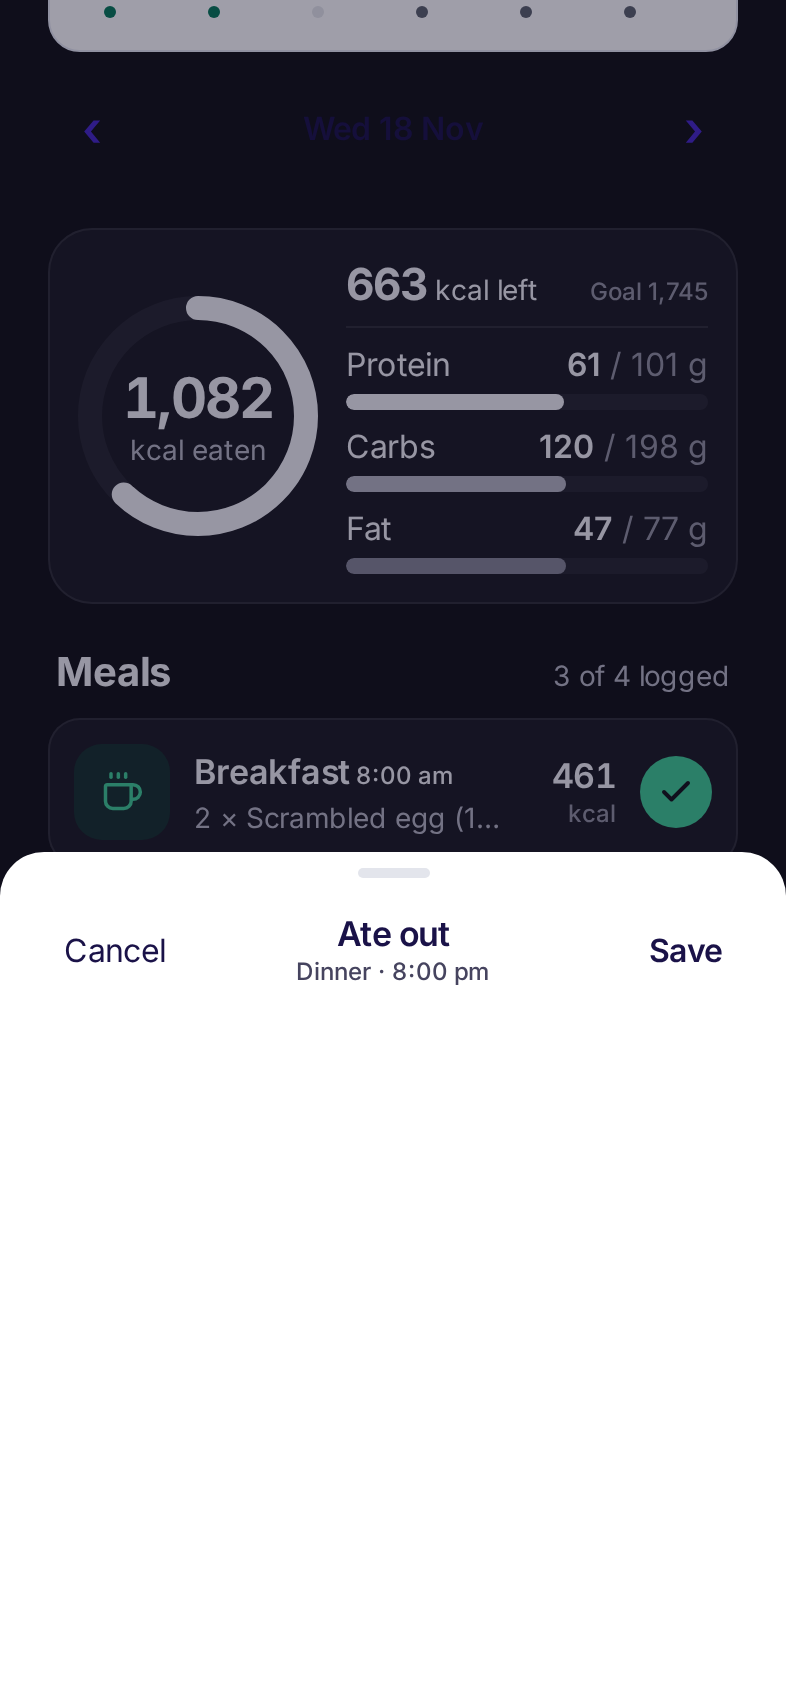 Wed 18 Nov
663 kcal left Goal 1,745
1,082
kcal eaten
Protein 61 / 101 g
Carbs 120 / 198 g
Fat 47 / 77 g
Meals 3 of 4 logged
Breakfast 8:00 am 461
2 × Scrambled egg (1... kcal
Cancel Ate out Save
Dinner · 8:00 pm